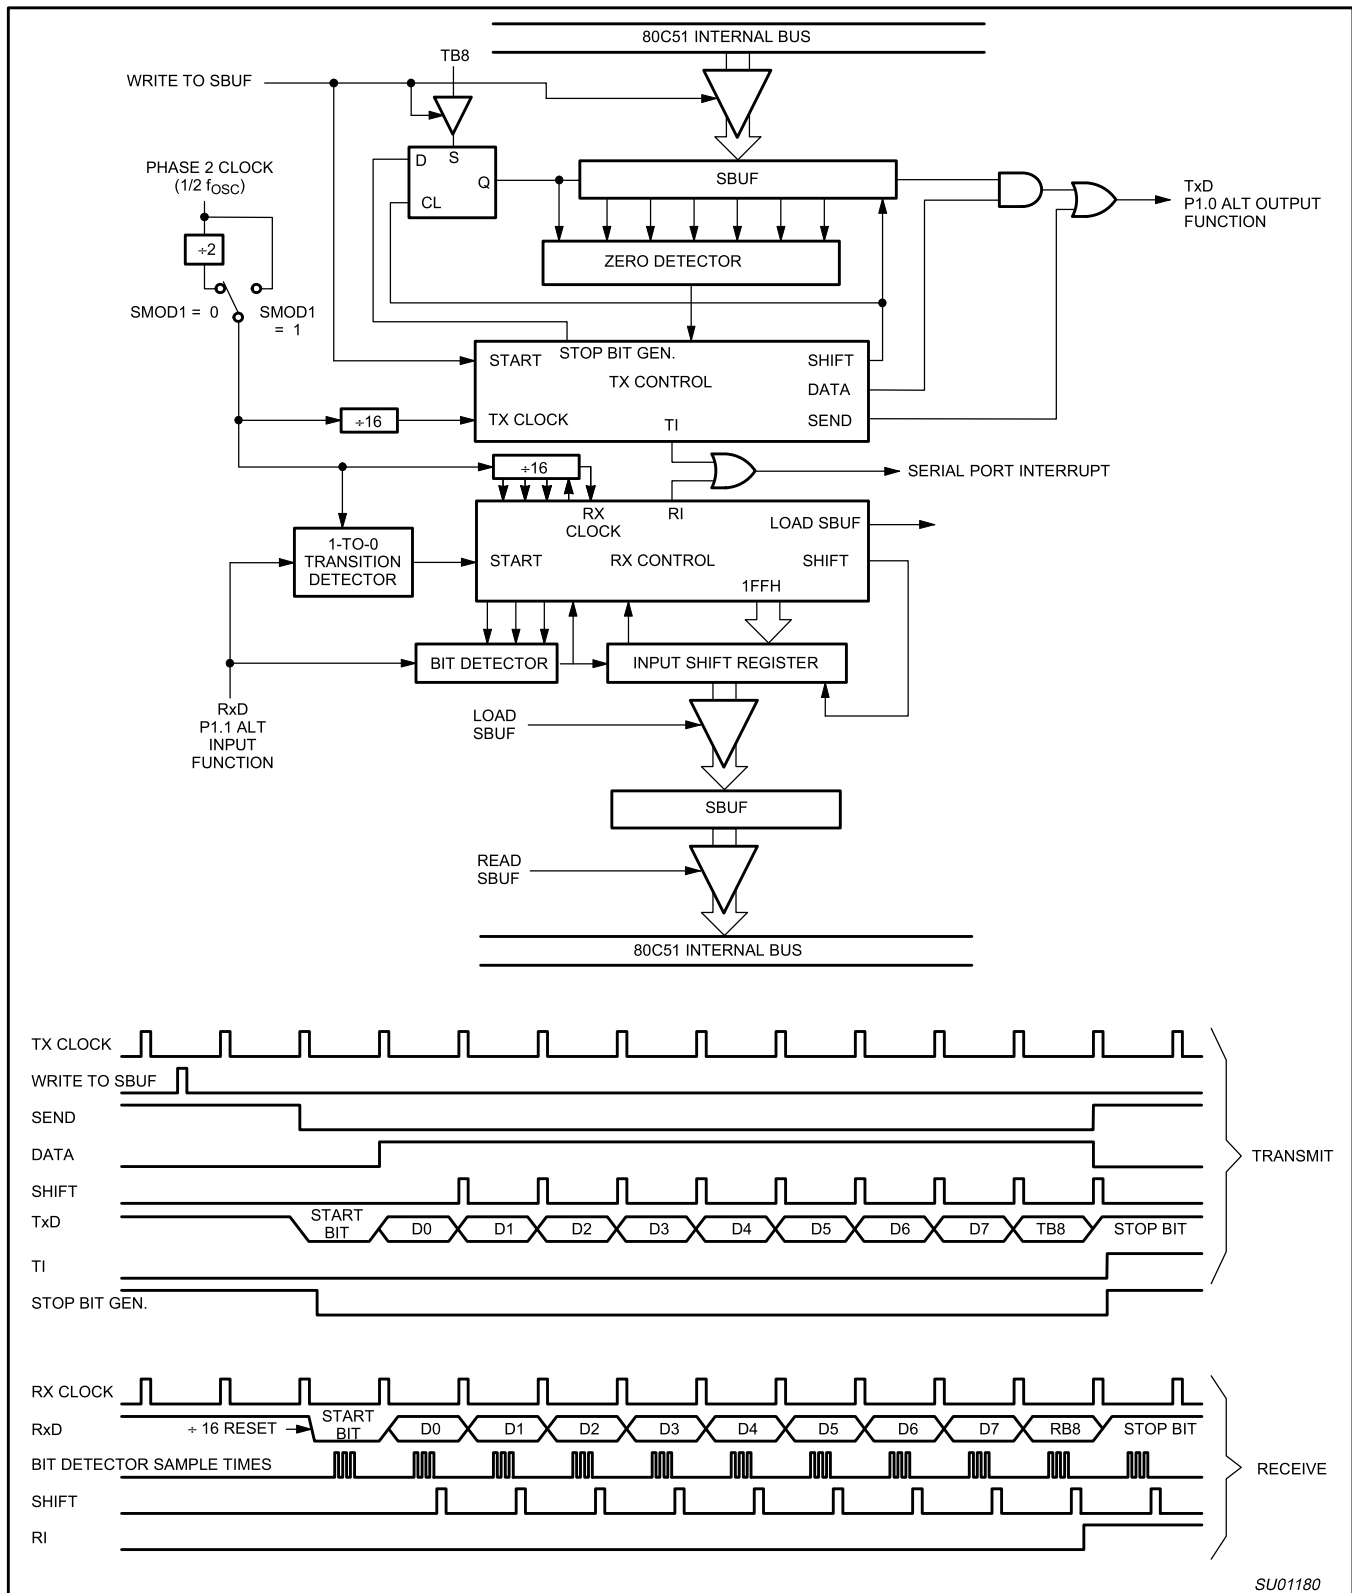 80C51 INTERNAL BUS
TB8
WRITE TO SBUF
PHASE 2 CLOCK
(1/2 fOSC)
D
S
Q
CL
SBUF
TxD
P1.0 ALT OUTPUT
FUNCTION
÷2
ZERO DETECTOR
SMOD1 = 0
SMOD1
= 1
START
STOP BIT GEN.
SHIFT
TX CONTROL
DATA
÷16
TX CLOCK
TI
SEND
÷16
SERIAL PORT INTERRUPT
RX
CLOCK
RI
LOAD SBUF
1-TO-0
TRANSITION
DETECTOR
START
RX CONTROL
SHIFT
1FFH
BIT DETECTOR
INPUT SHIFT REGISTER
RxD
P1.1 ALT
INPUT
FUNCTION
LOAD
SBUF
SBUF
READ
SBUF
80C51 INTERNAL BUS
TX CLOCK
WRITE TO SBUF
SEND
DATA
TRANSMIT
SHIFT
TxD
START
BIT
D0
D1
D2
D3
D4
D5
D6
D7
TB8
STOP BIT
TI
STOP BIT GEN.
RX CLOCK
RxD
÷ 16 RESET
START
BIT
D0
D1
D2
D3
D4
D5
D6
D7
RB8
STOP BIT
BIT DETECTOR SAMPLE TIMES
RECEIVE
SHIFT
RI
SU01180